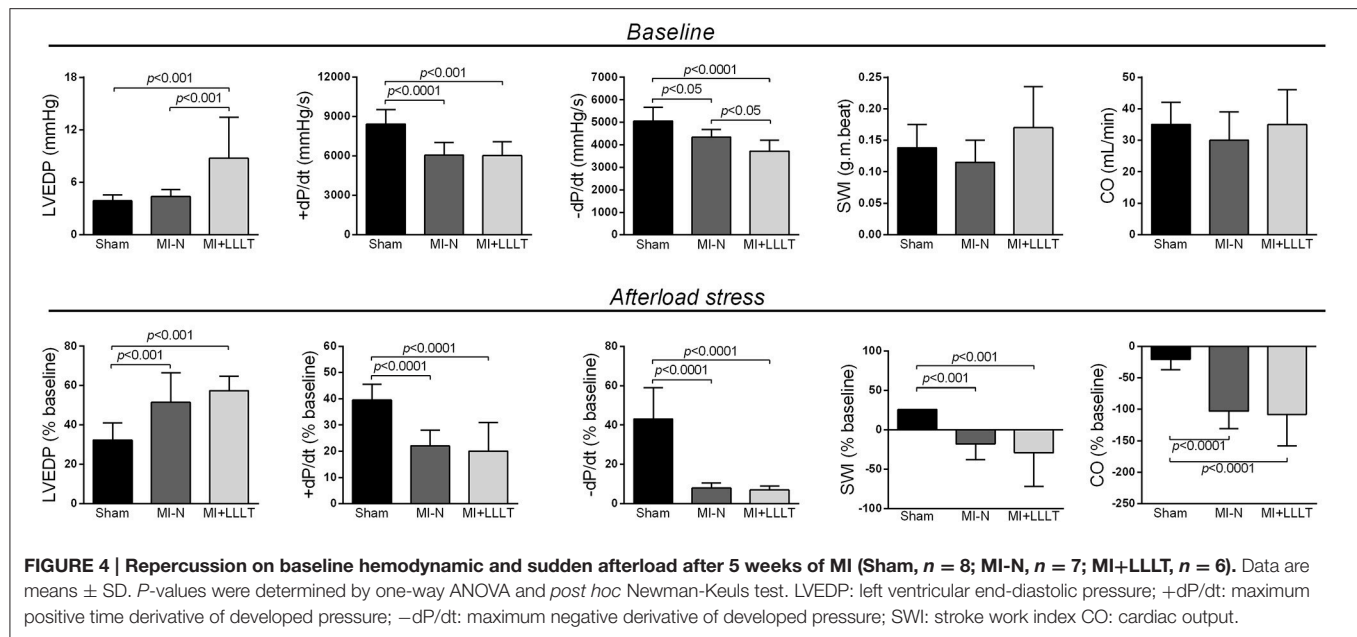 Baseline
p<0.001
p<0.001
LVEDP (mmHg)
18
12
6
0
Sham MI-N MI+LLLT
p<0.001
p<0.0001
+dP/dt (mmHg/s)
12000
9000
6000
3000
0
Sham MI-N MI+LLLT
p<0.0001
p<0.05
p<0.05
-dP/dt (mmHg/s)
6000
5000
4000
3000
2000
1000
0
Sham MI-N MI+LLLT
SWI (g.m.beat)
0.25
0.20
0.15
0.10
0.05
0.00
Sham MI-N MI+LLLT
CO (mL/min)
50
40
30
20
10
0
Sham MI-N MI+LLLT
Afterload stress
p<0.001
p<0.001
LVEDP (% baseline)
80
60
40
20
0
Sham MI-N MI+LLLT
p<0.0001
p<0.0001
+dP/dt (% baseline)
60
50
40
30
20
10
0
Sham MI-N MI+LLLT
p<0.0001
p<0.0001
-dP/dt (% baseline)
80
60
40
20
0
Sham MI-N MI+LLLT
p<0.001
p<0.001
SWI (% baseline)
100
50
0
-50
-100
Sham MI-N MI+LLLT
CO (% baseline)
0
-50
-100
-150
-200
-250
p<0.0001
p<0.0001
Sham MI-N MI+LLLT
FIGURE 4 | Repercussion on baseline hemodynamic and sudden afterload after 5 weeks of MI (Sham, n = 8; MI-N, n = 7; MI+LLLT, n = 6). Data are
means ± SD. P-values were determined by one-way ANOVA and post hoc Newman-Keuls test. LVEDP: left ventricular end-diastolic pressure; +dP/dt: maximum
positive time derivative of developed pressure; −dP/dt: maximum negative derivative of developed pressure; SWI: stroke work index CO: cardiac output.